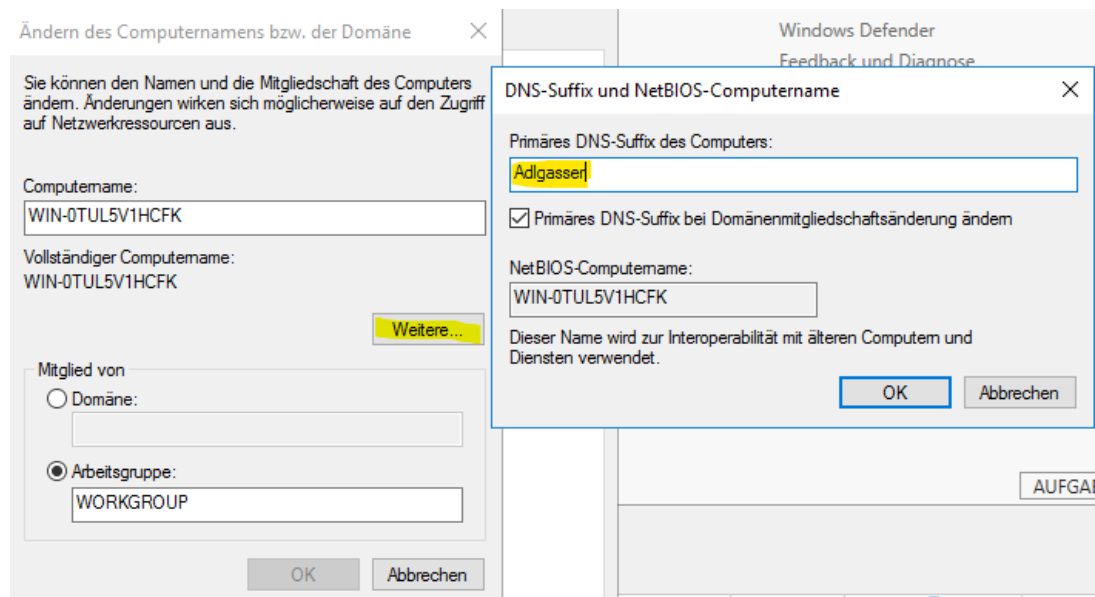 Ändern des Computernamens bzw. der Domäne
Sie können den Namen und die Mitgliedschaft des Computers
ändern. Änderungen wirken sich möglicherweise auf den Zugriff
auf Netzwerkressourcen aus.
Computername:
WIN-0TUL5V1HCFK
Vollständiger Computername:
WIN-0TUL5V1HCFK
Weitere...
Mitglied von
Domäne:
Arbeitsgruppe:
WORKGROUP
OK
Abbrechen
Windows Defender
Feedback und Diagnose
DNS-Suffix und NetBIOS-Computername
Primäres DNS-Suffix des Computers:
Adlgasser
Primäres DNS-Suffix bei Domänenmitgliedschaftsänderung ändern
NetBIOS-Computername:
WIN-0TUL5V1HCFK
Dieser Name wird zur Interoperabilität mit älteren Computern und
Diensten verwendet.
OK
Abbrechen
AUFGAB